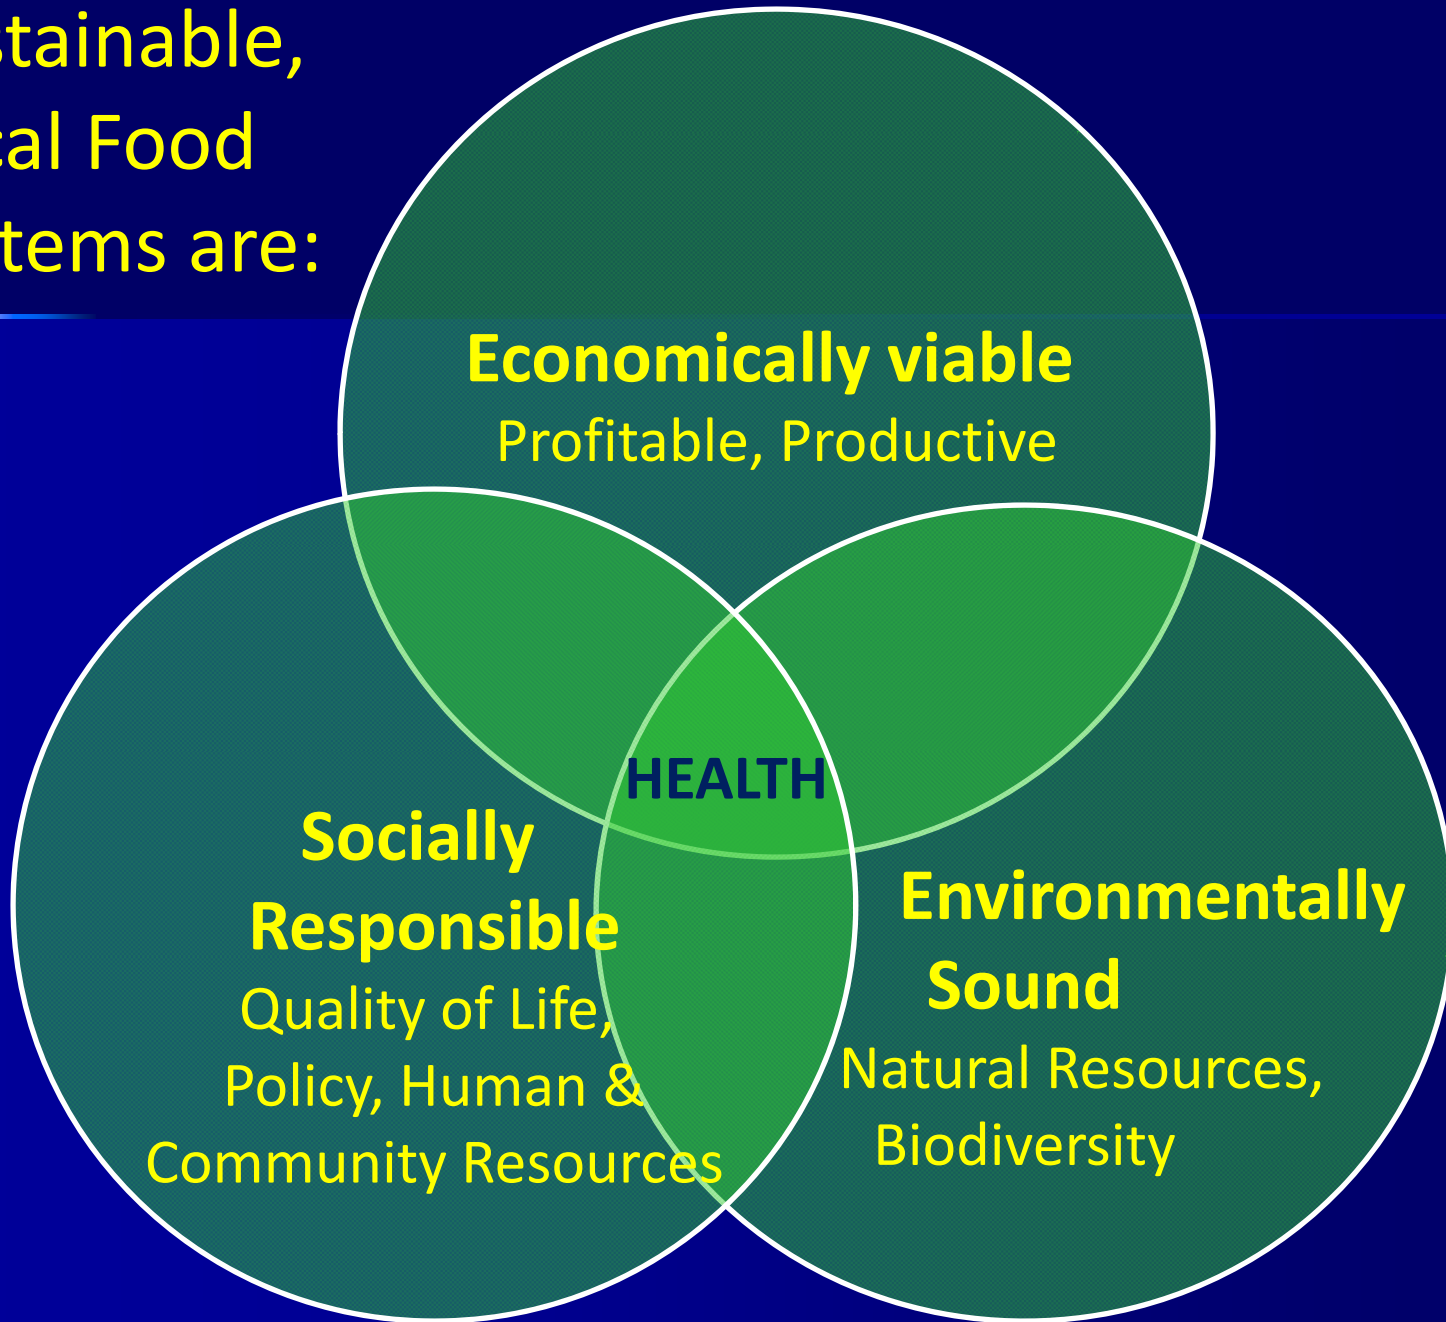 stainable,
cal Food
tems are:
Economically viable
Profitable, Productive
HEALTH
Socially
Responsible
Quality of Life,
Policy, Human &
Community Resources
Environmentally
Sound
Natural Resources,
Biodiversity